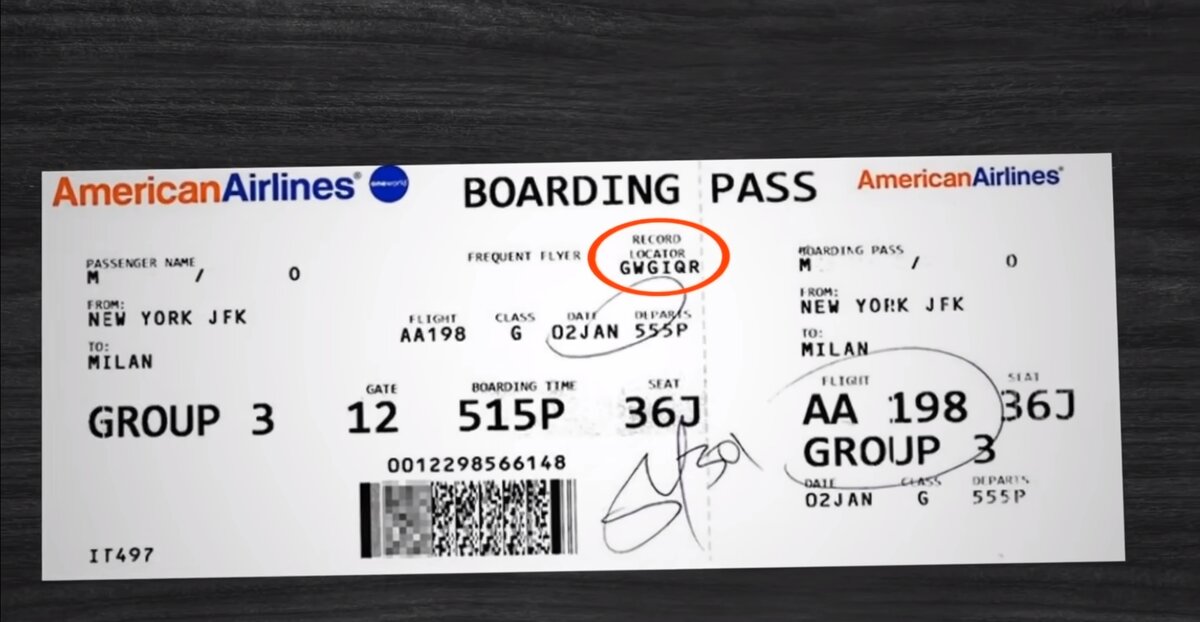 AmericanAirlines® oneworld BOARDING PASS AmericanAirlines®
PASSENGER NAME
M / O
FREQUENT FLYER
RECORD
LOCATOR
GWGIQR
FROM:
NEW YORK JFK
TO:
MILAN
FLIGHT CLASS DATE DEPARTS
AA198 G 02JAN 555P
GATE BOARDING TIME SEAT
GROUP 3 12 515P 36J
0012298566148
IT497
BOARDING PASS
M / O
FROM:
NEW YORK JFK
TO:
MILAN
FLIGHT SEAT
AA 198 36J
GROUP 3
DATE CLASS DEPARTS
02JAN G 555P